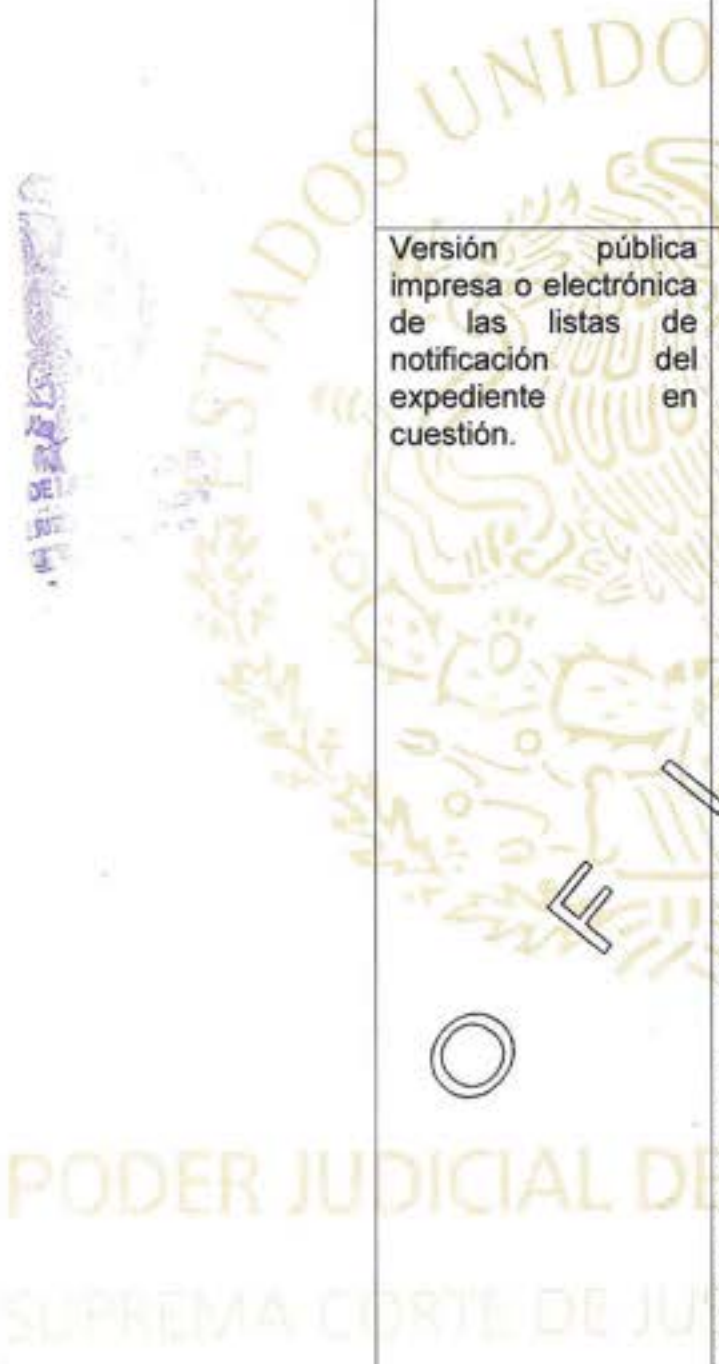 ESTADOS UNIDO
Versión pública
impresa o electrónica
de las listas de
notificación del
expediente en
cuestión.
O F I
PODER JUDICIAL DE
SUPREMA CORTE DE JU